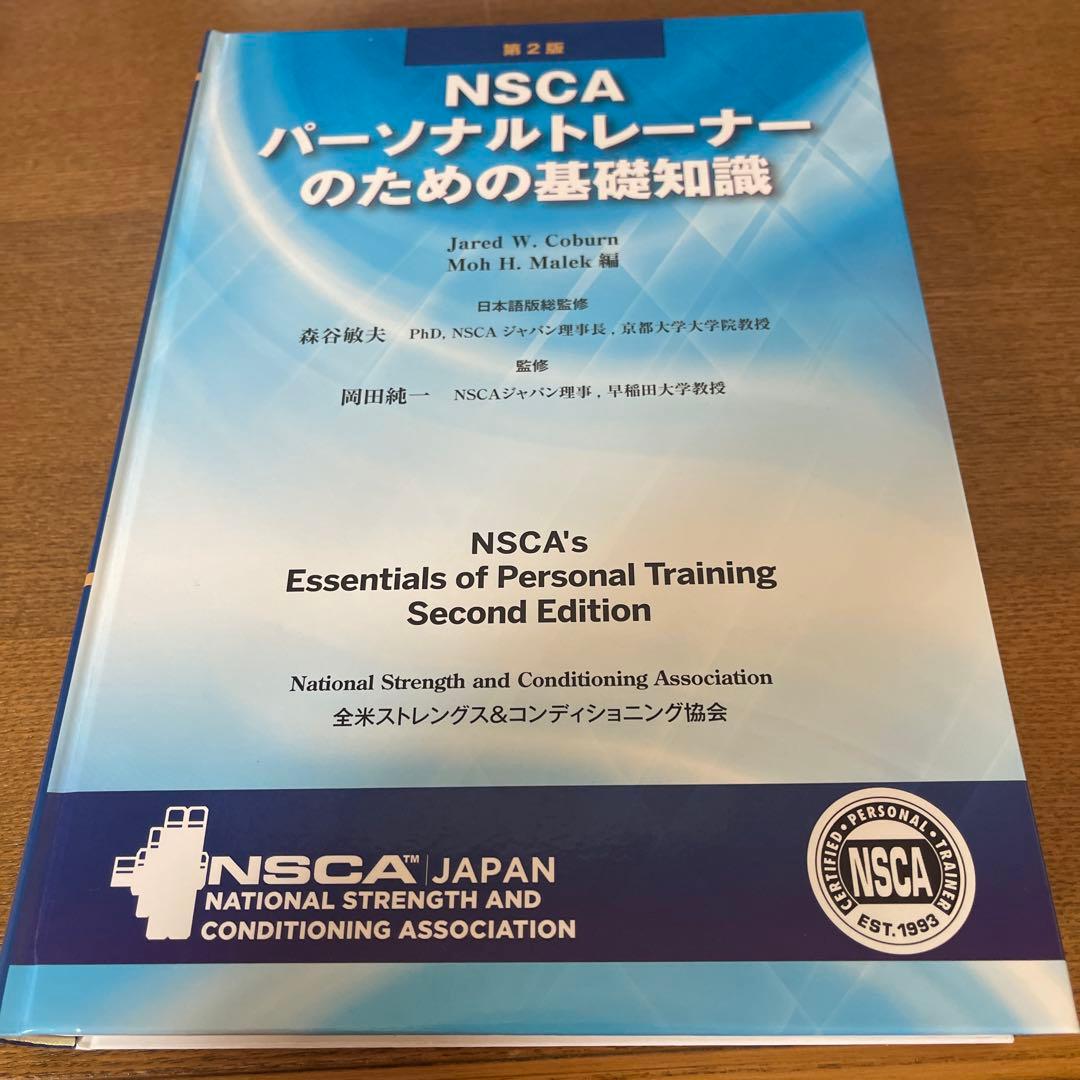 第2版
NSCA
パーソナルトレーナー
のための基礎知識
Jared W. Coburn
Moh H. Malek 編
日本語版総監修
森谷敏夫 PhD, NSCA ジャパン理事長, 京都大学大学院教授
監修
岡田純一 NSCAジャパン理事, 早稲田大学教授
NSCA's
Essentials of Personal Training
Second Edition
National Strength and Conditioning Association
全米ストレングス&コンディショニング協会
NSCA™ JAPAN
NATIONAL STRENGTH AND
CONDITIONING ASSOCIATION
CERTIFIED • PERSONAL • TRAINER
NSCA
EST. 1993